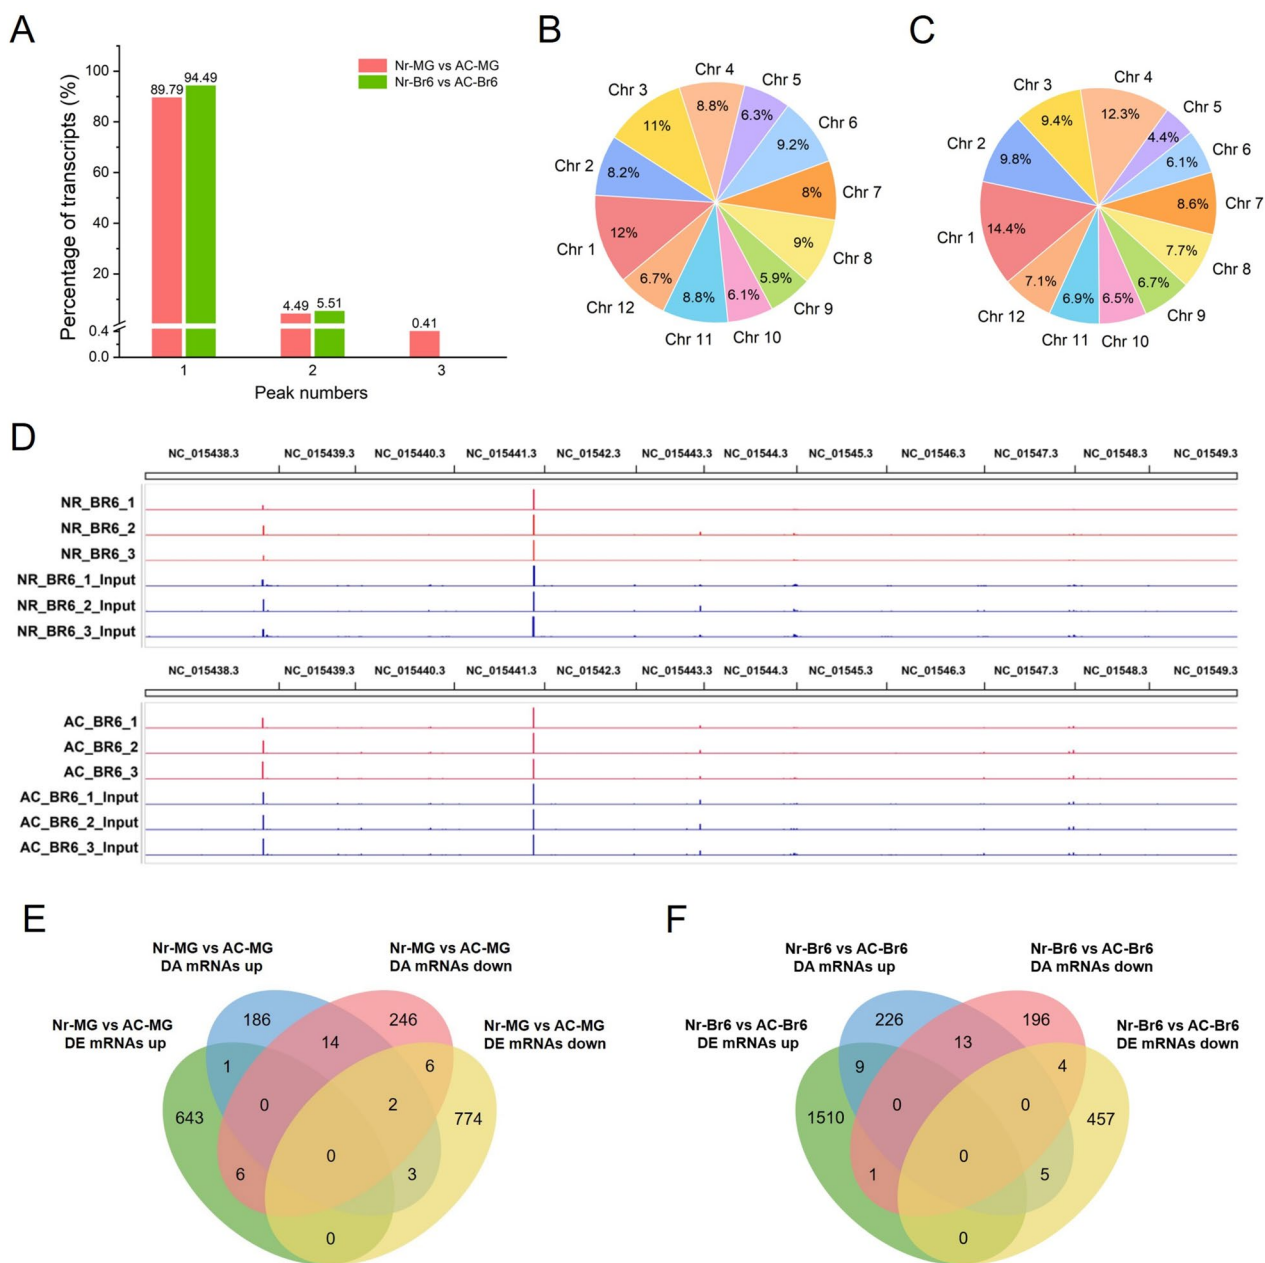 A
Percentage of transcripts (%)
100
80
60
40
20
0.4
0.0
89.79
94.49
4.49
5.51
0.41
1
2
3
Peak numbers
Nr-MG vs AC-MG
Nr-Br6 vs AC-Br6
B
Chr 4
8.8%
Chr 5
6.3%
Chr 6
9.2%
Chr 7
8%
Chr 8
9%
Chr 9
5.9%
Chr 10
6.1%
Chr 11
8.8%
Chr 12
6.7%
Chr 1
12%
Chr 2
8.2%
Chr 3
11%
C
Chr 4
12.3%
Chr 5
4.4%
Chr 6
6.1%
Chr 7
8.6%
Chr 8
7.7%
Chr 9
6.7%
Chr 10
6.5%
Chr 11
6.9%
Chr 12
7.1%
Chr 1
14.4%
Chr 2
9.8%
Chr 3
9.4%
D
NC_015438.3 NC_015439.3 NC_015440.3 NC_015441.3 NC_01542.3 NC_015443.3 NC_01544.3 NC_01545.3 NC_01546.3 NC_01547.3 NC_01548.3 NC_01549.3
NR_BR6_1
NR_BR6_2
NR_BR6_3
NR_BR6_1_Input
NR_BR6_2_Input
NR_BR6_3_Input
NC_015438.3 NC_015439.3 NC_015440.3 NC_015441.3 NC_01542.3 NC_015443.3 NC_01544.3 NC_01545.3 NC_01546.3 NC_01547.3 NC_01548.3 NC_01549.3
AC_BR6_1
AC_BR6_2
AC_BR6_3
AC_BR6_1_Input
AC_BR6_2_Input
AC_BR6_3_Input
E
Nr-MG vs AC-MG
DA mRNAs up
Nr-MG vs AC-MG
DA mRNAs down
Nr-MG vs AC-MG
DE mRNAs up
Nr-MG vs AC-MG
DE mRNAs down
186
246
14
1
6
0
2
643
774
0
6
3
0
F
Nr-Br6 vs AC-Br6
DA mRNAs up
Nr-Br6 vs AC-Br6
DA mRNAs down
Nr-Br6 vs AC-Br6
DE mRNAs up
Nr-Br6 vs AC-Br6
DE mRNAs down
226
196
13
9
4
0
0
1510
457
0
1
5
0